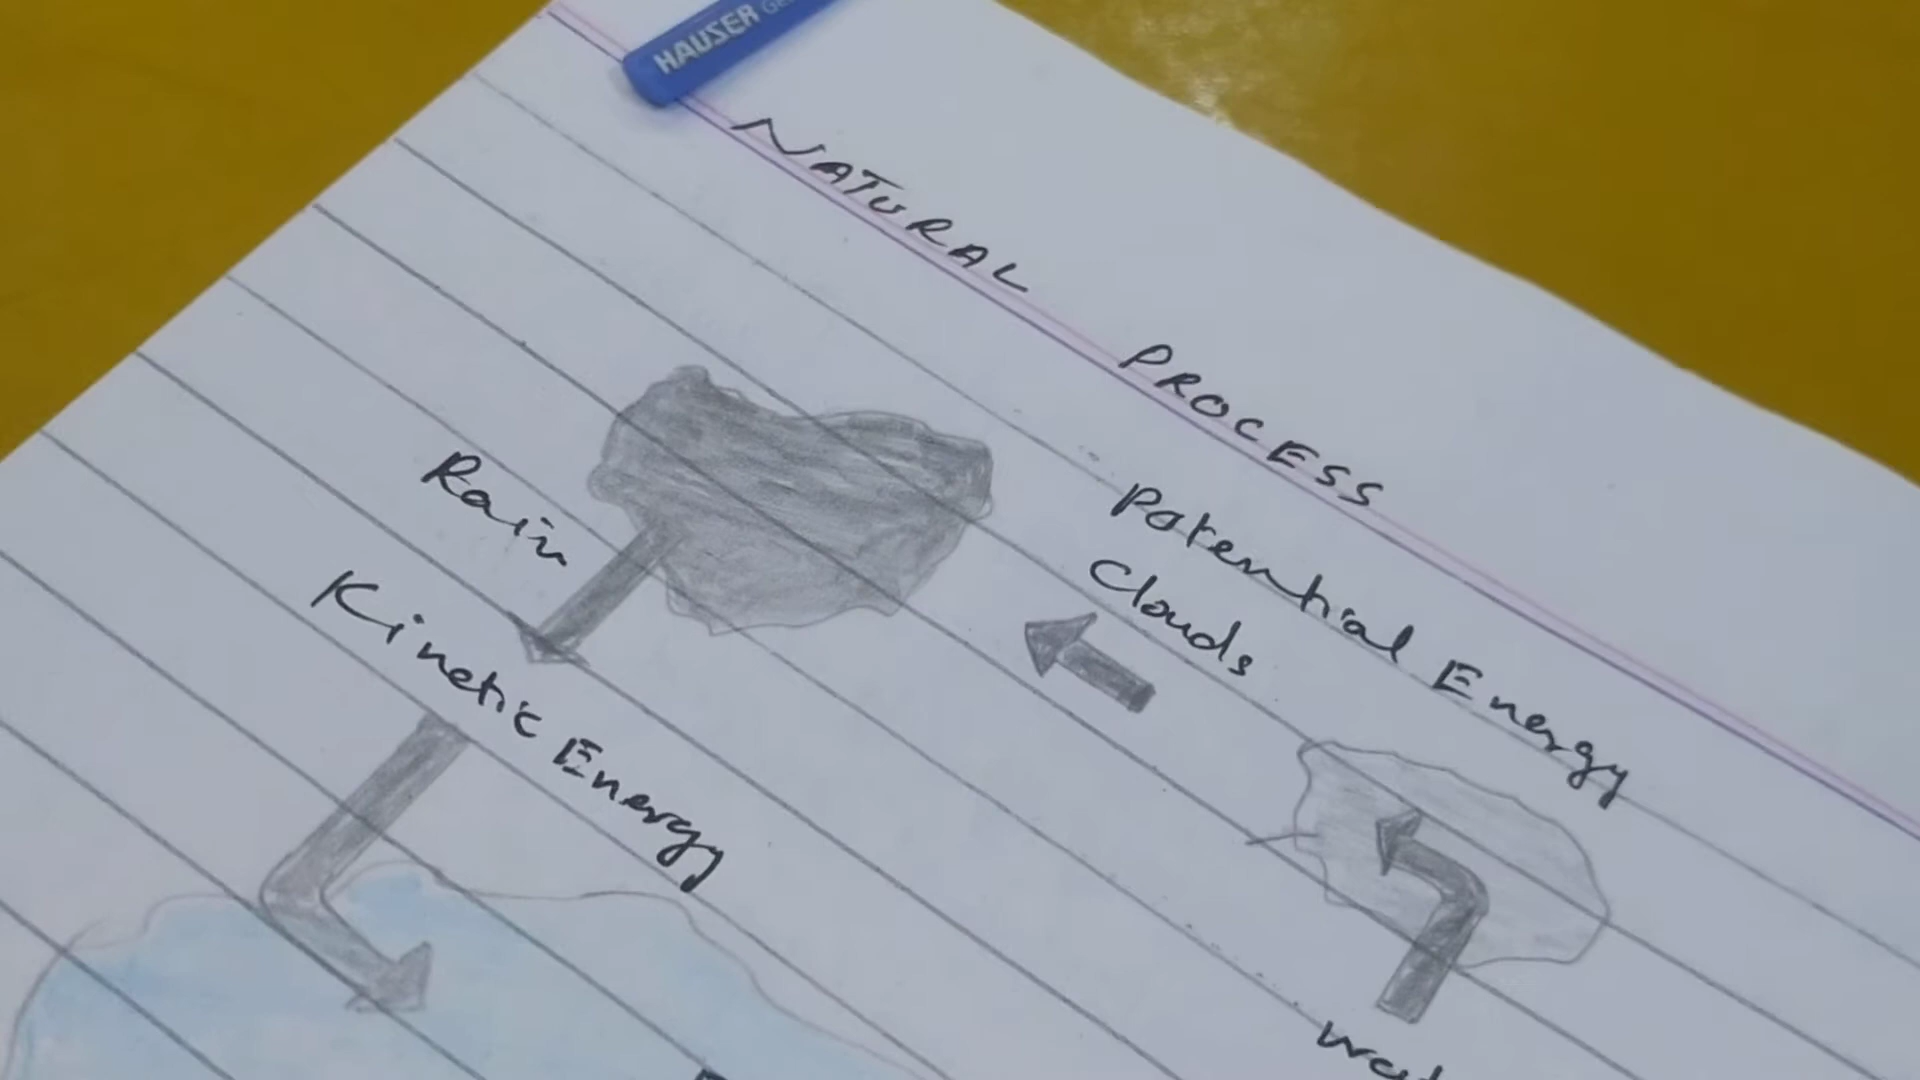 HAUSER
NATURAL PROCESS
Potential Energy
Clouds
Rain
Kinetic Energy